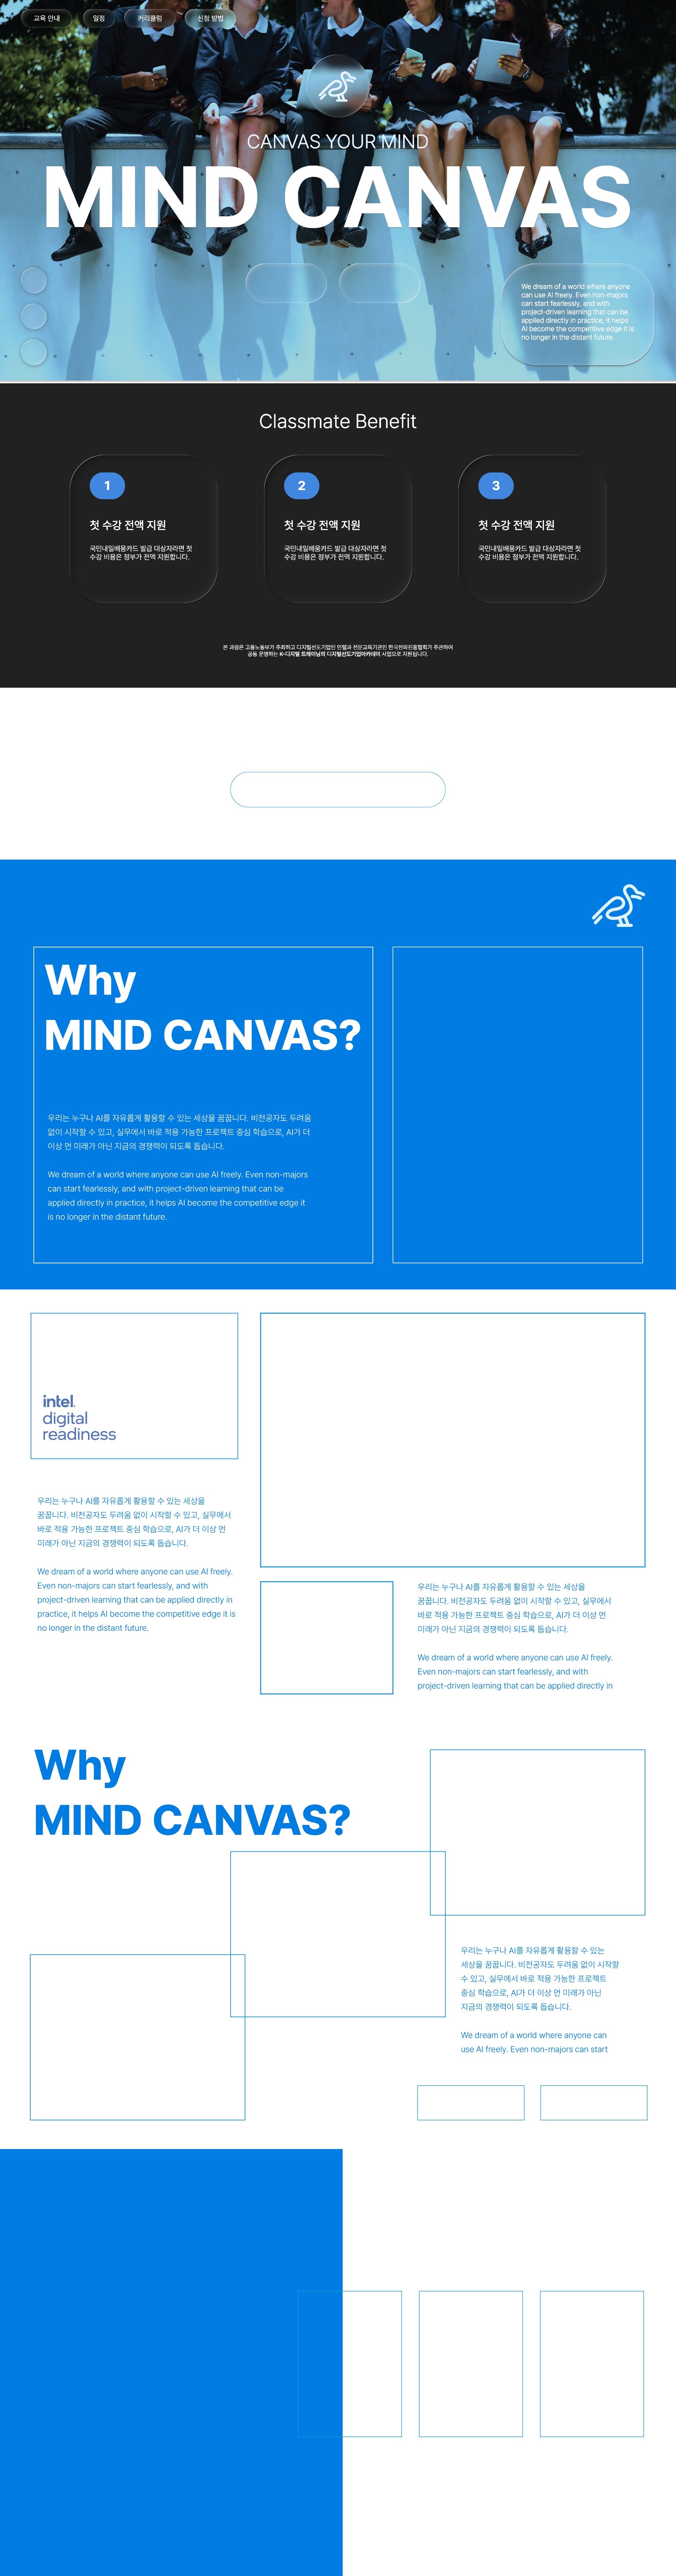 교육 안내
일정
커리큘럼
신청 방법
CANVAS YOUR MIND
MIND CANVAS
We dream of a world where anyone
can use AI freely. Even non-majors
can start fearlessly, and with
project-driven learning that can be
applied directly in practice, it helps
AI become the competitive edge it is
no longer in the distant future.
Classmate Benefit
1
첫 수강 전액 지원
국민내일배움카드 발급 대상자라면 첫
수강 비용은 정부가 전액 지원합니다.
2
첫 수강 전액 지원
국민내일배움카드 발급 대상자라면 첫
수강 비용은 정부가 전액 지원합니다.
3
첫 수강 전액 지원
국민내일배움카드 발급 대상자라면 첫
수강 비용은 정부가 전액 지원합니다.
본 과정은 고용노동부가 주최하고 디지털선도기업인 인텔과 전문교육기관인 한국전파진흥협회가 주관하여
공동 운영하는 K-디지털 트레이닝의 디지털선도기업아카데미 사업으로 지원됩니다.
Why
MIND CANVAS?
우리는 누구나 AI를 자유롭게 활용할 수 있는 세상을 꿈꿉니다. 비전공자도 두려움
없이 시작할 수 있고, 실무에서 바로 적용 가능한 프로젝트 중심 학습으로, AI가 더
이상 먼 미래가 아닌 지금의 경쟁력이 되도록 돕습니다.
We dream of a world where anyone can use AI freely. Even non-majors
can start fearlessly, and with project-driven learning that can be
applied directly in practice, it helps AI become the competitive edge it
is no longer in the distant future.
intel.
digital
readiness
우리는 누구나 AI를 자유롭게 활용할 수 있는 세상을
꿈꿉니다. 비전공자도 두려움 없이 시작할 수 있고, 실무에서
바로 적용 가능한 프로젝트 중심 학습으로, AI가 더 이상 먼
미래가 아닌 지금의 경쟁력이 되도록 돕습니다.
We dream of a world where anyone can use AI freely.
Even non-majors can start fearlessly, and with
project-driven learning that can be applied directly in
practice, it helps AI become the competitive edge it is
no longer in the distant future.
우리는 누구나 AI를 자유롭게 활용할 수 있는 세상을
꿈꿉니다. 비전공자도 두려움 없이 시작할 수 있고, 실무에서
바로 적용 가능한 프로젝트 중심 학습으로, AI가 더 이상 먼
미래가 아닌 지금의 경쟁력이 되도록 돕습니다.
We dream of a world where anyone can use AI freely.
Even non-majors can start fearlessly, and with
project-driven learning that can be applied directly in
Why
MIND CANVAS?
우리는 누구나 AI를 자유롭게 활용할 수 있는
세상을 꿈꿉니다. 비전공자도 두려움 없이 시작할
수 있고, 실무에서 바로 적용 가능한 프로젝트
중심 학습으로, AI가 더 이상 먼 미래가 아닌
지금의 경쟁력이 되도록 돕습니다.
We dream of a world where anyone can
use AI freely. Even non-majors can start